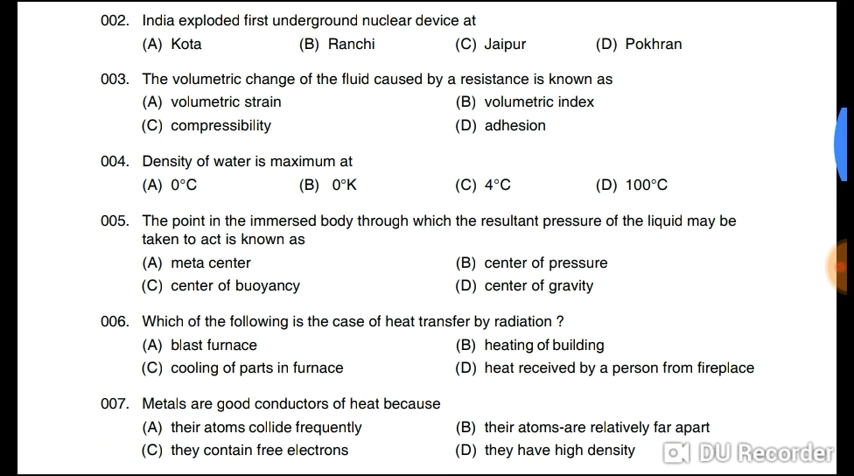 002. India exploded first underground nuclear device at
(A) Kota (B) Ranchi (C) Jaipur (D) Pokhran
003. The volumetric change of the fluid caused by a resistance is known as
(A) volumetric strain (B) volumetric index
(C) compressibility (D) adhesion
004. Density of water is maximum at
(A) 0°C (B) 0°K (C) 4°C (D) 100°C
005. The point in the immersed body through which the resultant pressure of the liquid may be
taken to act is known as
(A) meta center (B) center of pressure
(C) center of buoyancy (D) center of gravity
006. Which of the following is the case of heat transfer by radiation ?
(A) blast furnace (B) heating of building
(C) cooling of parts in furnace (D) heat received by a person from fireplace
007. Metals are good conductors of heat because
(A) their atoms collide frequently (B) their atoms-are relatively far apart
(C) they contain free electrons (D) they have high density
DU Recorder